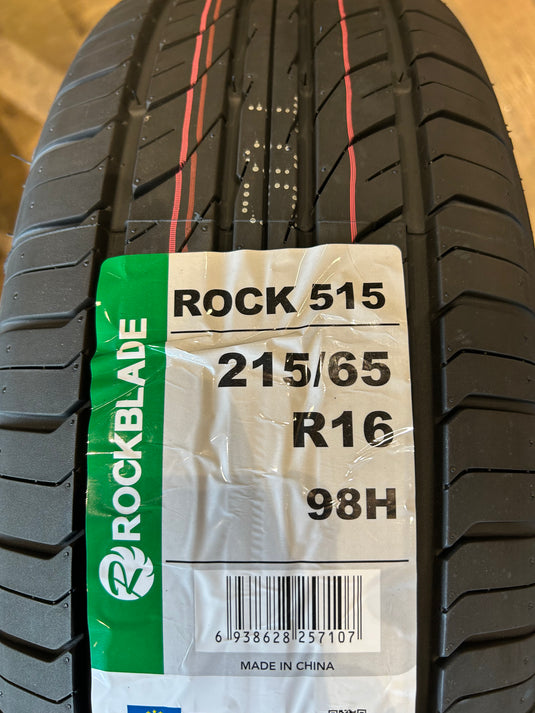 ROCK 515
215/65
R16
98H
ROCKBLADE
6 938628 257107
MADE IN CHINA